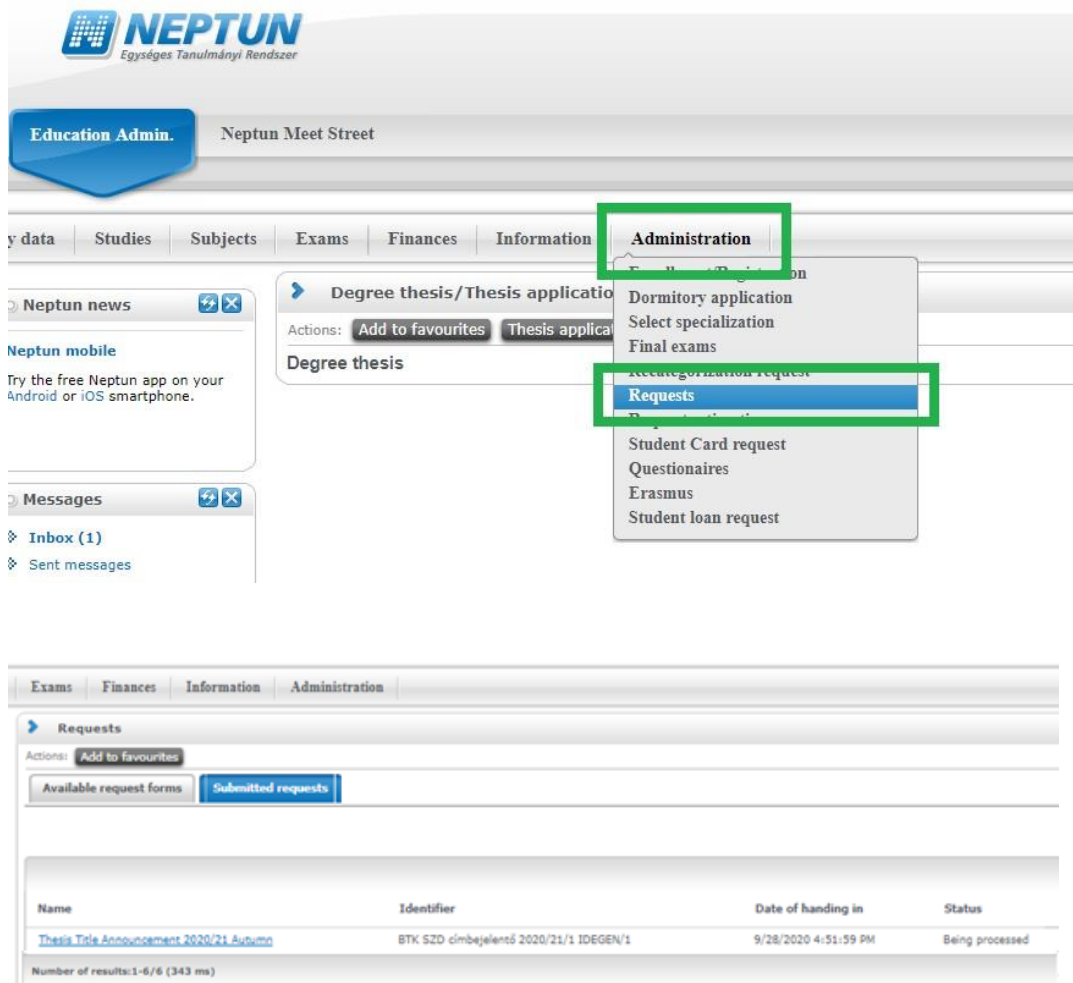 NEPTUN
Egységes Tanulmányi Rendszer
Education Admin. Neptun Meet Street
y data Studies Subjects Exams Finances Information Administration
Neptun news
Neptun mobile
Try the free Neptun app on your
Android or iOS smartphone.
Messages
Inbox (1)
Sent messages
Degree thesis/Thesis applicatio
Actions: Add to favourites Thesis applicat
Degree thesis
Dormitory application
Select specialization
Final exams
Recategorization request
Requests
Student Card request
Questionaires
Erasmus
Student loan request
Exams Finances Information Administration
Requests
Actions: Add to favourites
Available request forms Submitted requests
Name Identifier Date of handing in Status
Thesis Title Announcement 2020/21 Autumn BTK SZD címbejelentő 2020/21/1 IDEGEN/1 9/28/2020 4:51:59 PM Being processed
Number of results:1-6/6 (343 ms)